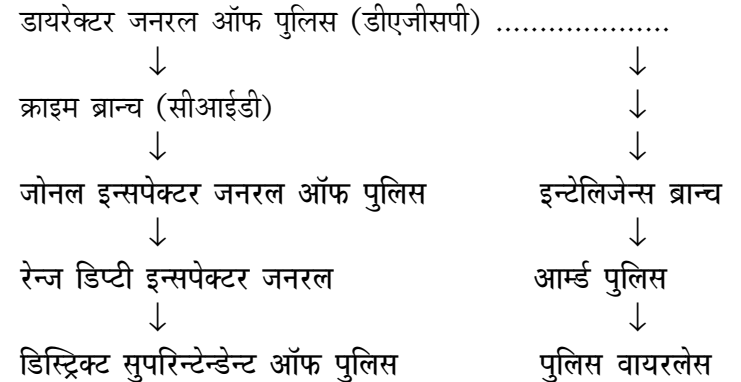 डायरेक्टर जनरल ऑफ पुलिस (डीएजीसपी) ....................
↓ ↓
क्राइम ब्रान्च (सीआईडी) ↓
↓ ↓
जोनल इन्सपेक्टर जनरल ऑफ पुलिस इन्टेलिजेन्स ब्रान्च
↓ ↓
रेन्ज डिप्टी इन्सपेक्टर जनरल आर्म्ड पुलिस
↓ ↓
डिस्ट्रिक्ट सुपरिन्टेन्डेन्ट ऑफ पुलिस पुलिस वायरलेस